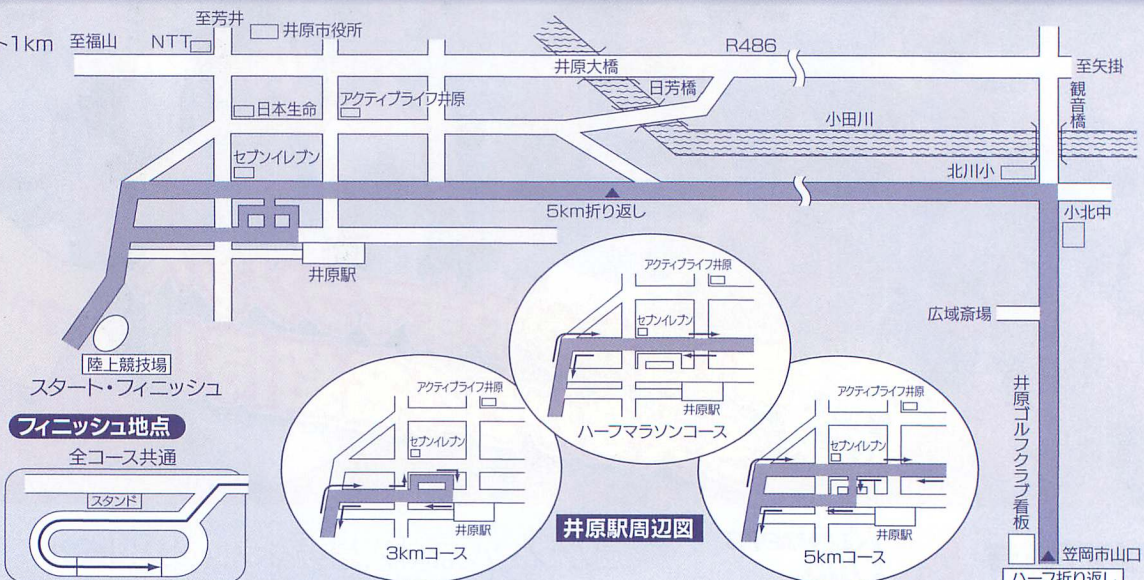 至芳井
井原市役所
1km
至福山
NTT
R486
井原大橋
至矢掛
日芳橋
観音橋
日本生命
アクティブライフ井原
小田川
セブンイレブン
北川小
5km折り返し
小北中
井原駅
アクティブライフ井原
広域斎場
セブンイレブン
陸上競技場
スタート・フィニッシュ
井原駅
ハーフマラソンコース
アクティブライフ井原
アクティブライフ井原
井原ゴルフクラブ看板
フィニッシュ地点
全コース共通
セブンイレブン
セブンイレブン
スタンド
井原駅
井原駅
3kmコース
井原駅周辺図
5kmコース
笠岡市山口
ハーフ折り返し